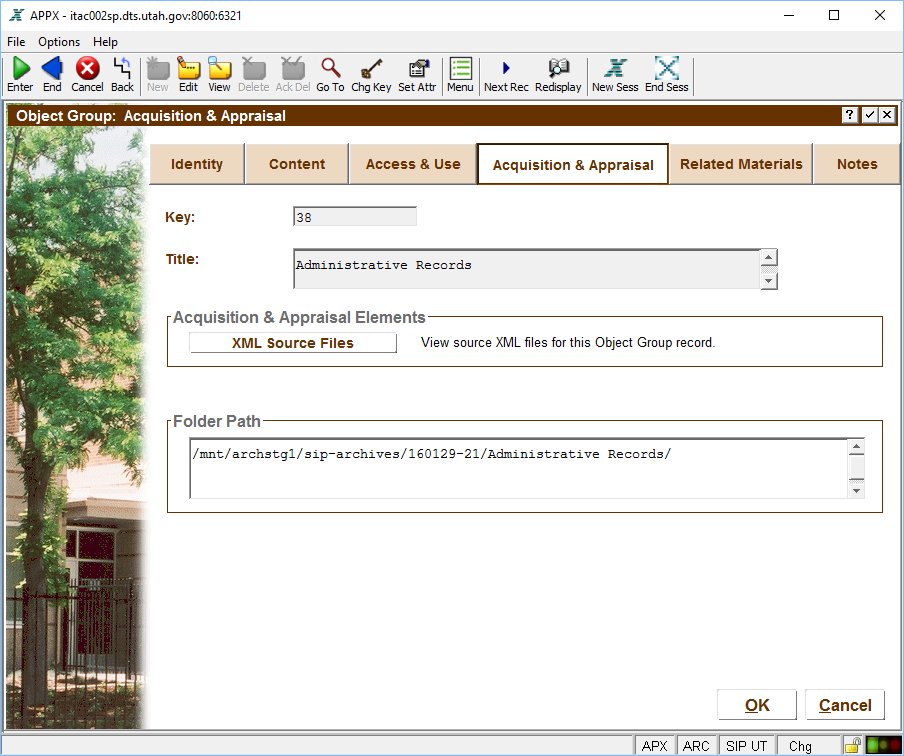 APPX - itac002sp.dts.utah.gov:8060:6321
File Options Help
Enter End Cancel Back New Edit View Delete Ack Del Go To Chg Key Set Attr Menu Next Rec Redisplay New Sess End Sess
Object Group: Acquisition & Appraisal
Identity Content Access & Use Acquisition & Appraisal Related Materials Notes
Key: 38
Title: Administrative Records
Acquisition & Appraisal Elements
XML Source Files View source XML files for this Object Group record.
Folder Path
/mnt/archstg1/sip-archives/160129-21/Administrative Records/
OK Cancel
APX ARC SIP UT Chg